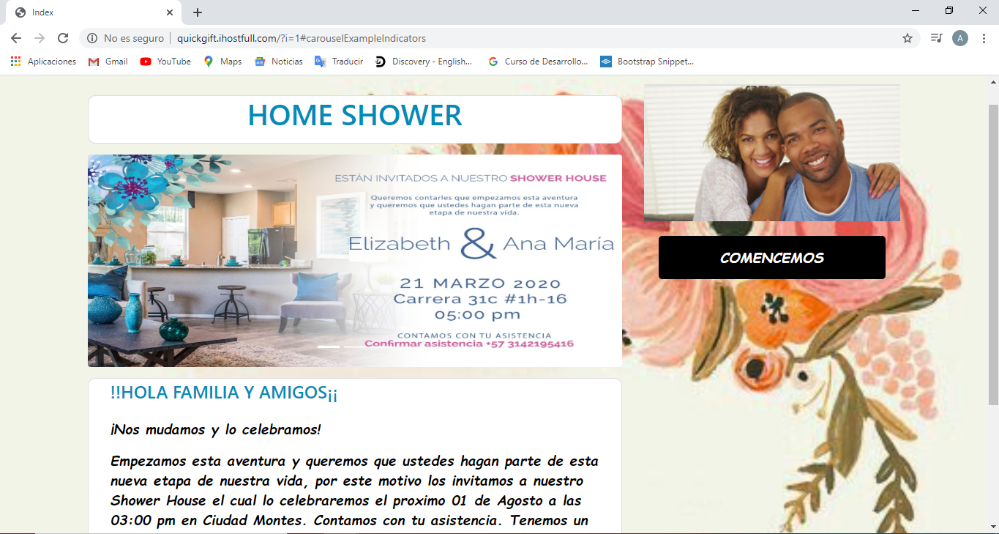 Index
No es seguro
quickgift.ihostfull.com/?i=1#carouselExampleIndicators
A
Aplicaciones
Gmail
YouTube
Maps
Noticias
Traducir
Discovery - English...
Curso de Desarrollo...
Bootstrap Snippet...
HOME SHOWER
ESTÁN INVITADOS A NUESTRO SHOWER HOUSE
Queremos contarles que empezamos esta aventura
y queremos que ustedes hagan parte de esta nueva
etapa de nuestra vida.
Elizabeth & Ana María
21 MARZO 2020
Carrera 31c #1h-16
05:00 pm
CONTAMOS CON TU ASISTENCIA
Confirmar asistencia +57 3142195416
COMENCEMOS
!!HOLA FAMILIA Y AMIGOS¡¡
¡Nos mudamos y lo celebramos!
Empezamos esta aventura y queremos que ustedes hagan parte de esta
nueva etapa de nuestra vida, por este motivo los invitamos a nuestro
Shower House el cual lo celebraremos el proximo 01 de Agosto a las
03:00 pm en Ciudad Montes. Contamos con tu asistencia. Tenemos un